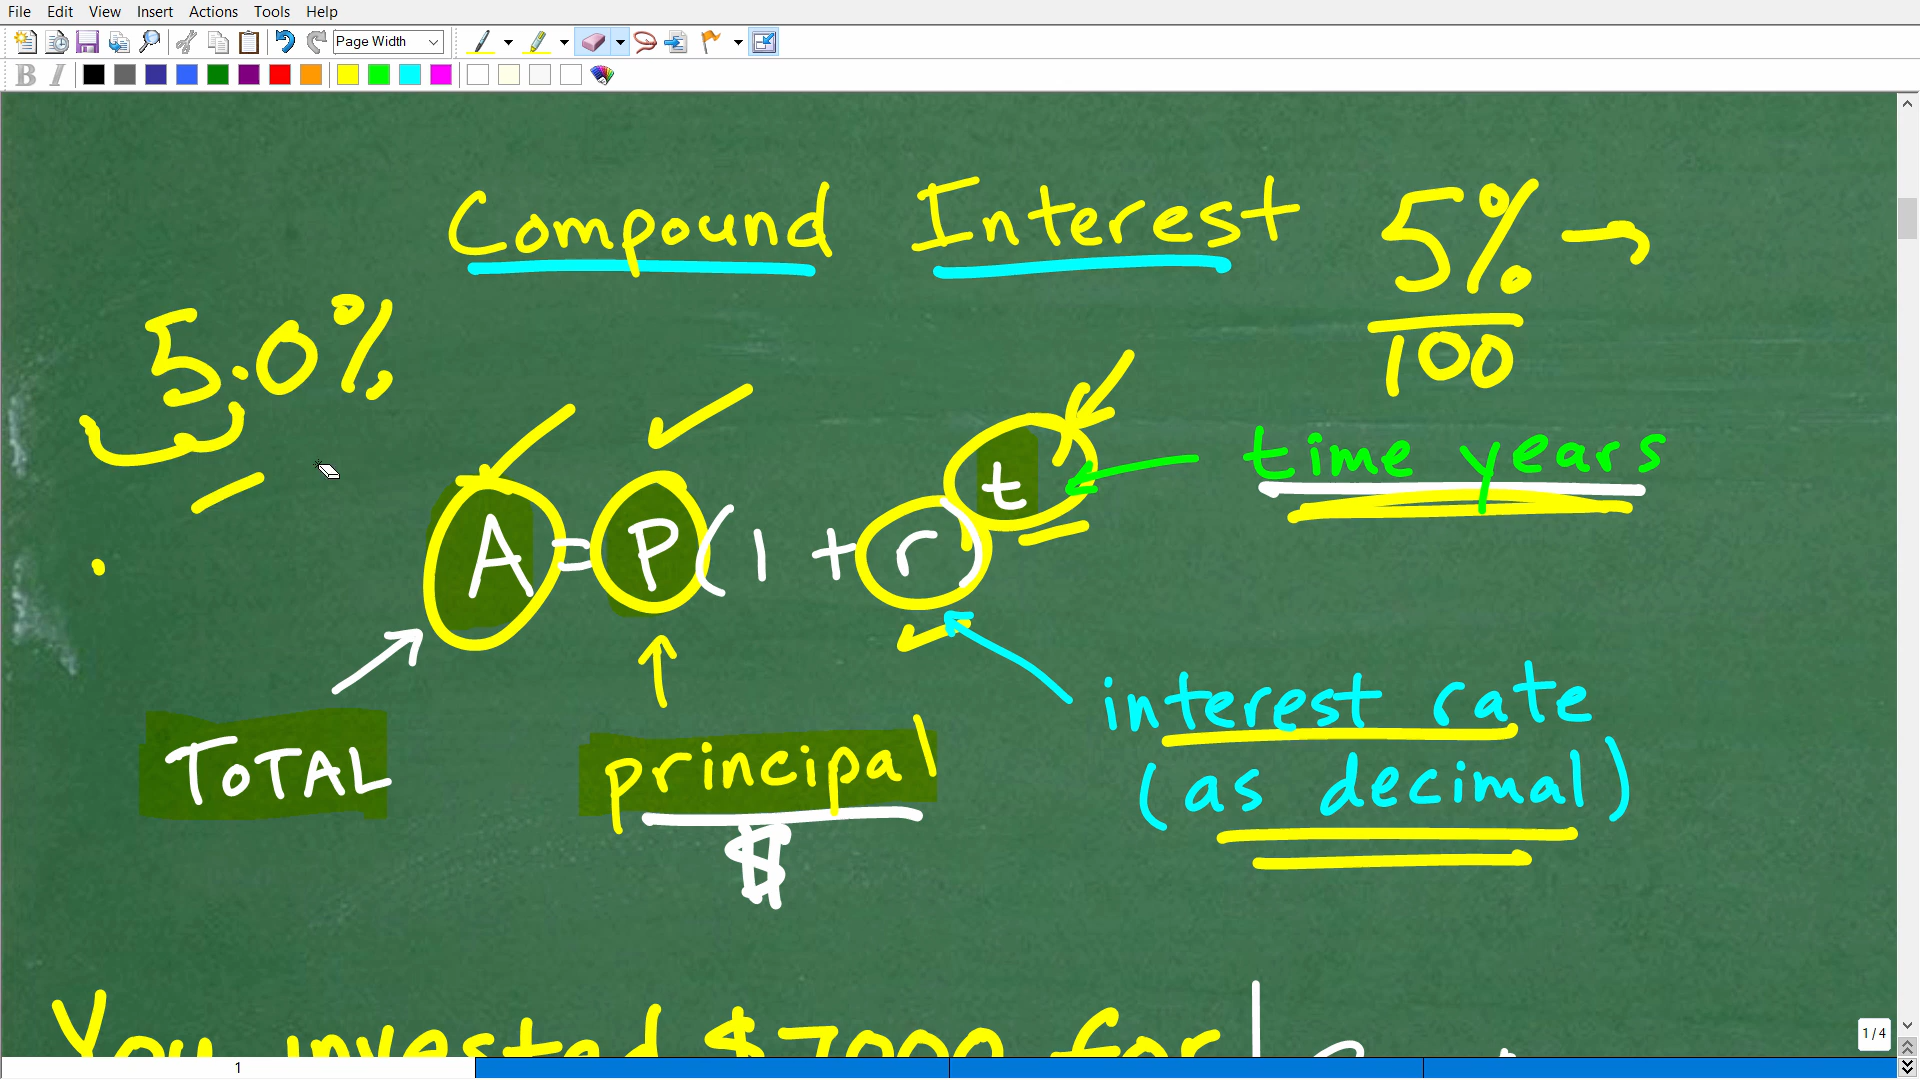 File Edit View Insert Actions Tools Help
Page Width
B I
Compound Interest
5% →
100
5.0%
A = P(1 + r)^t
time years
TOTAL
principal
$
interest rate
(as decimal)
You invested $7000 for
1/4
1